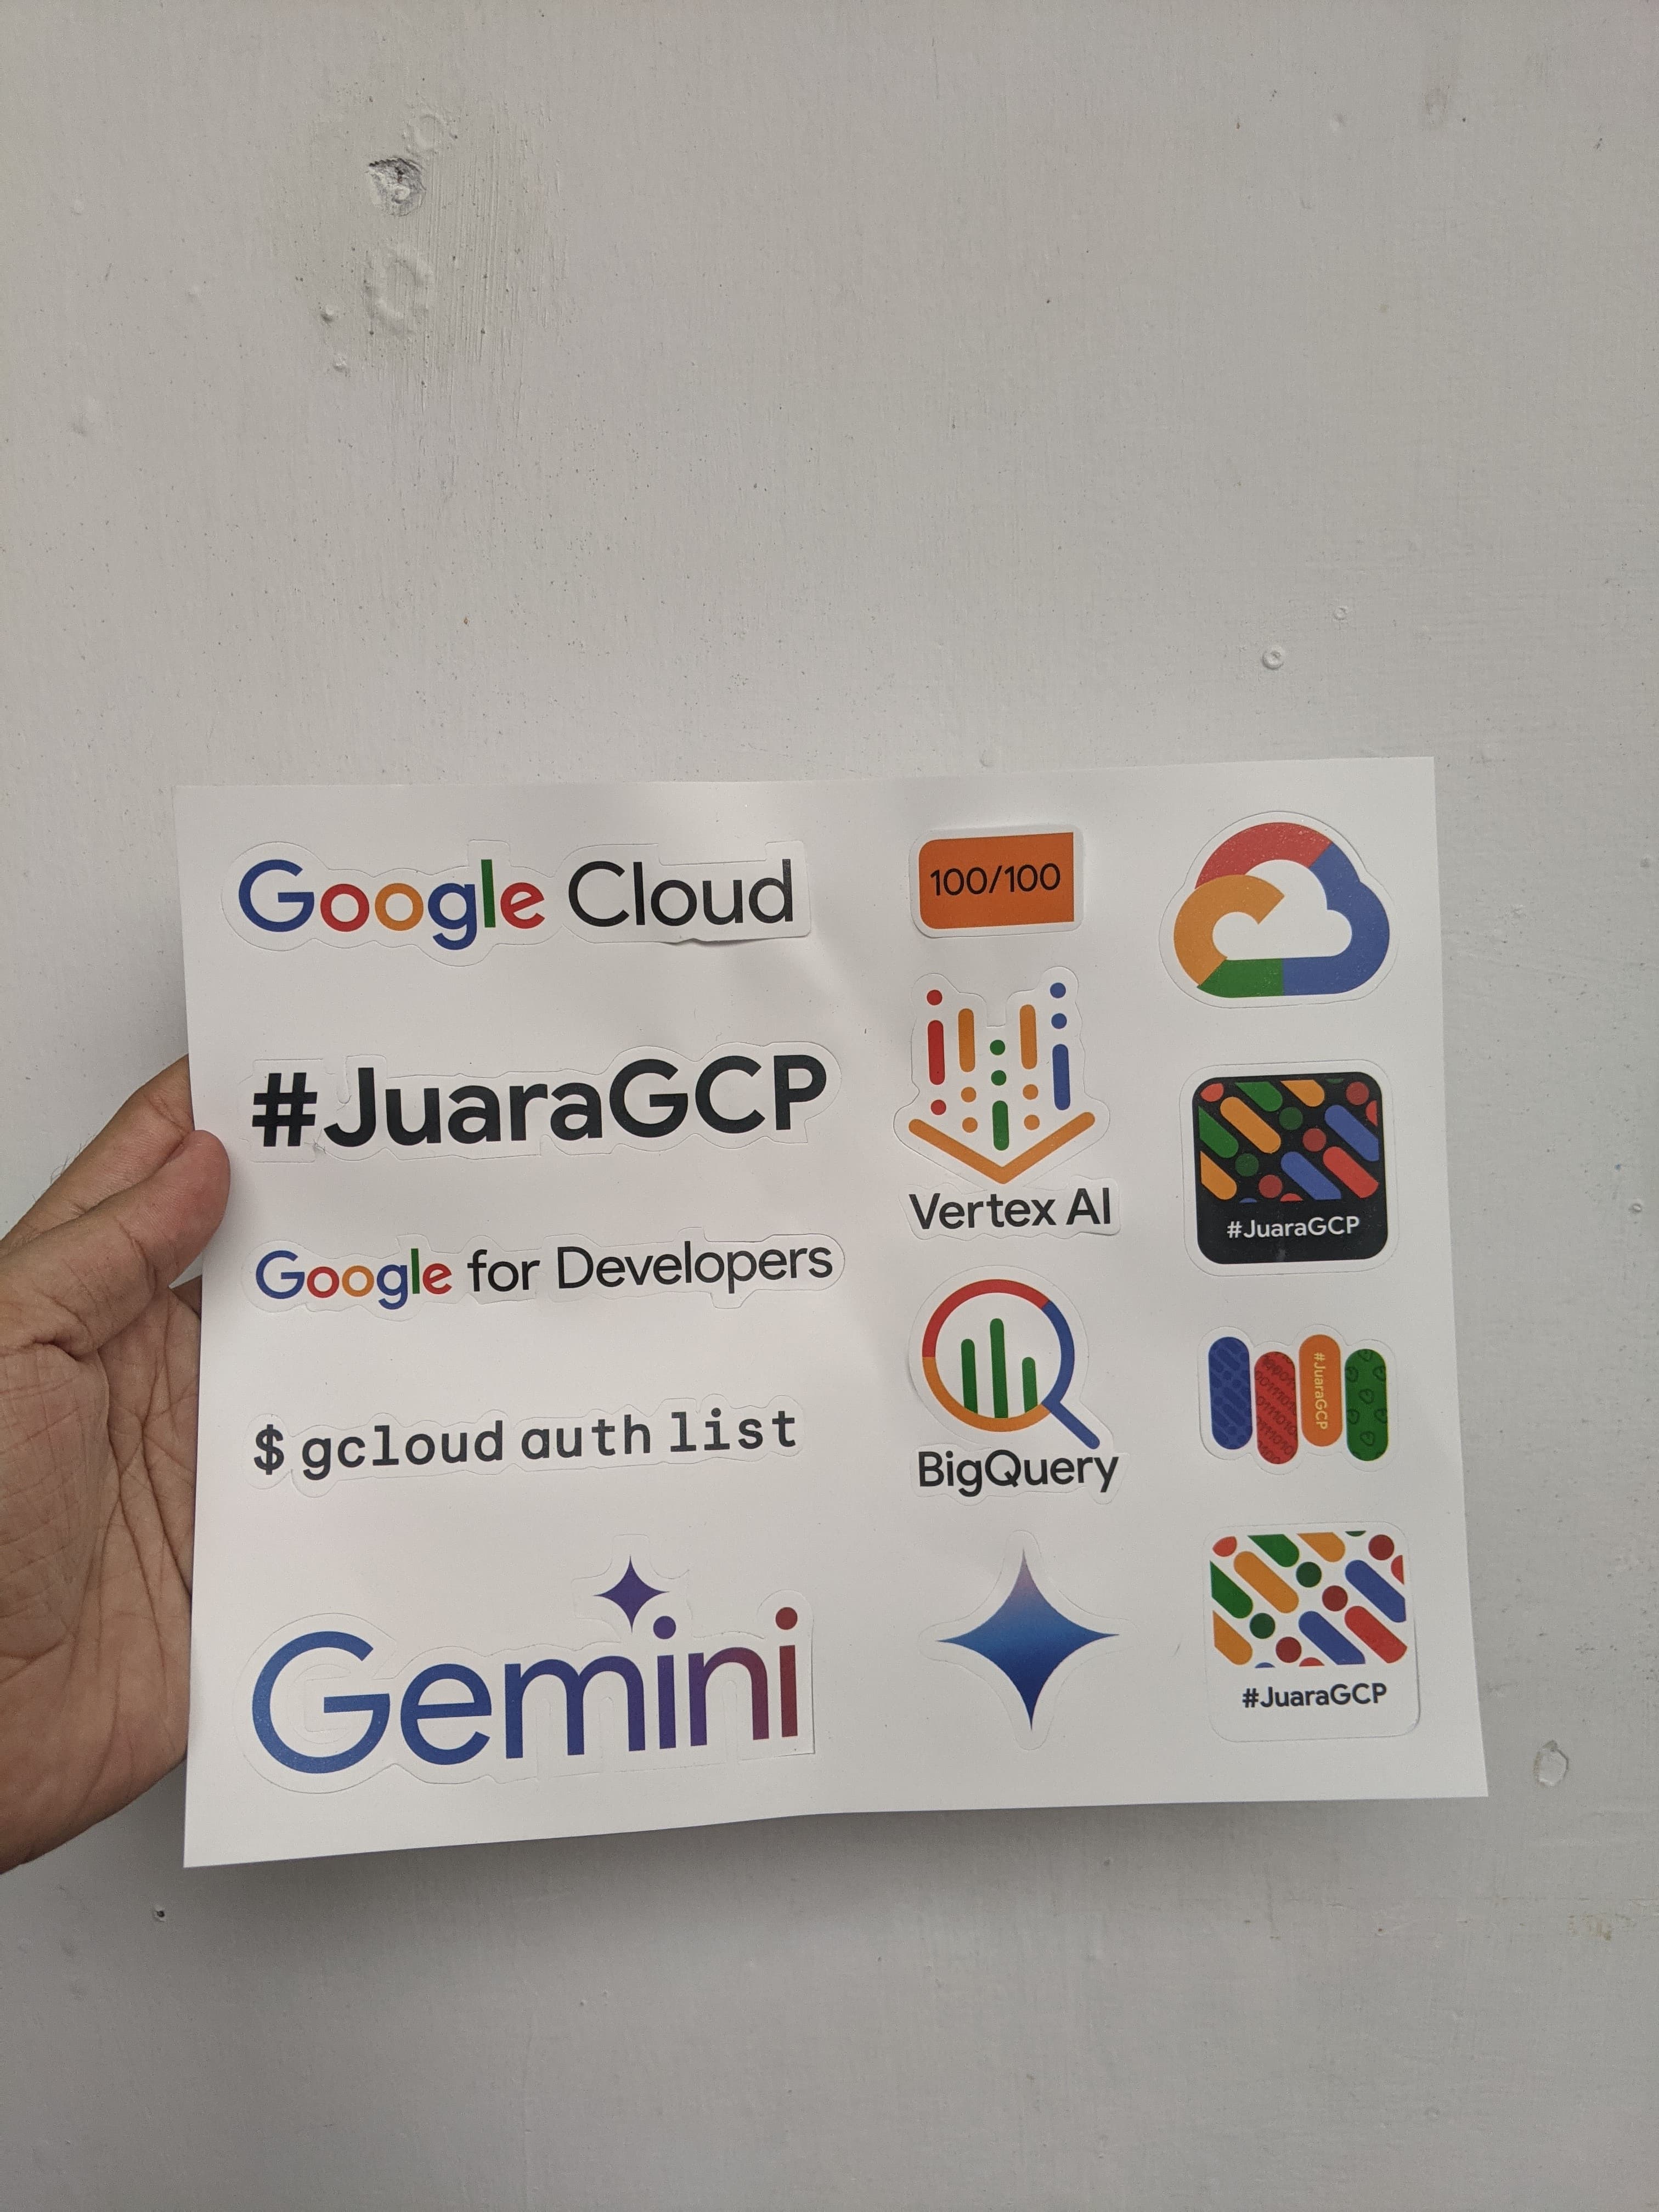 Google Cloud
#JuaraGCP
Google for Developers
$ gcloud auth list
Gemini
100/100
Vertex AI
BigQuery
#JuaraGCP
#JuaraGCP
#JuaraGCP